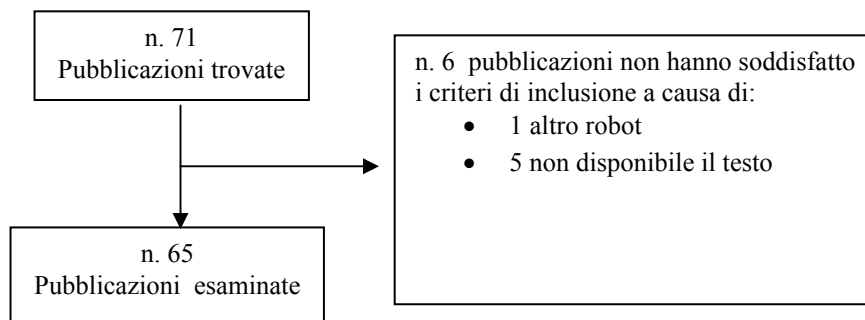 n. 71
Pubblicazioni trovate
n. 6 pubblicazioni non hanno soddisfatto
i criteri di inclusione a causa di:
• 1 altro robot
• 5 non disponibile il testo
n. 65
Pubblicazioni esaminate